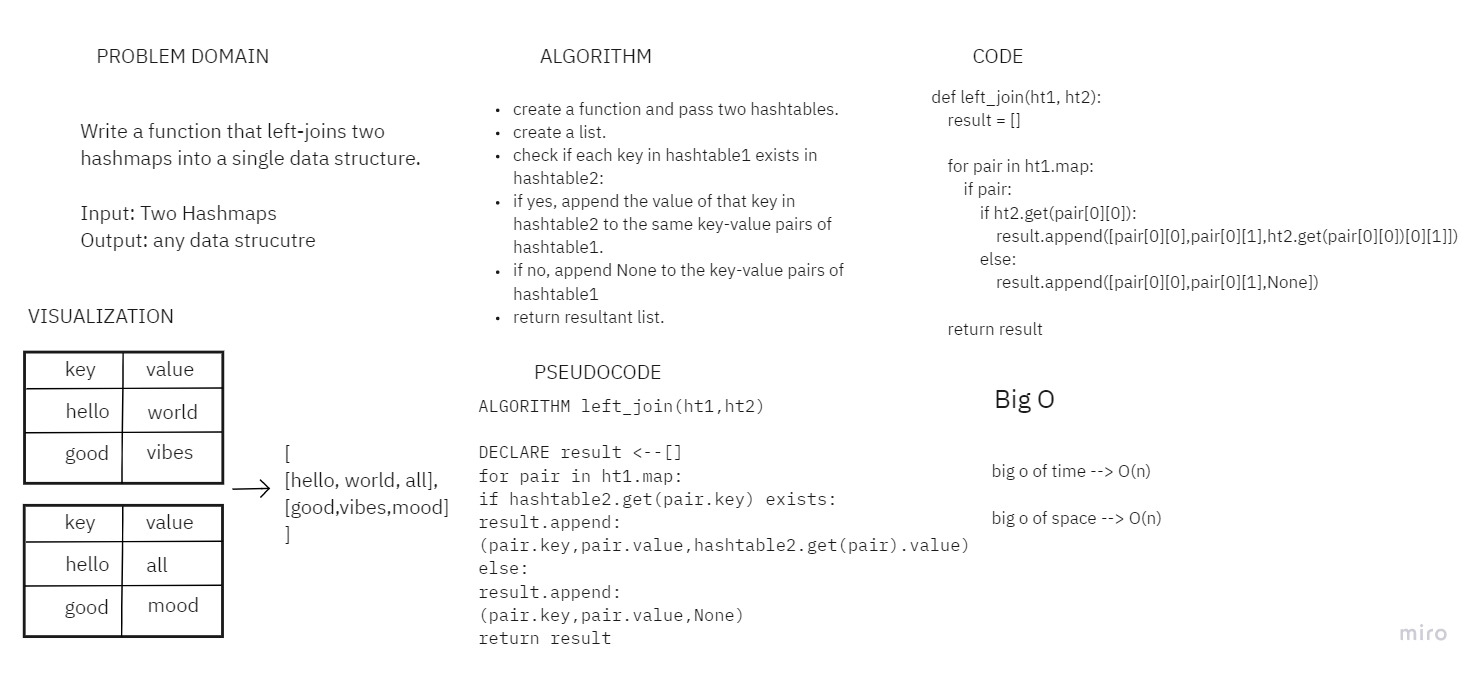 PROBLEM DOMAIN
Write a function that left-joins two
hashmaps into a single data structure.
Input: Two Hashmaps
Output: any data strucutre
VISUALIZATION
key value
hello world
good vibes
key value
hello all
good mood
[
[hello, world, all],
[good,vibes,mood]
]
ALGORITHM
• create a function and pass two hashtables.
• create a list.
• check if each key in hashtable1 exists in
hashtable2:
• if yes, append the value of that key in
hashtable2 to the same key-value pairs of
hashtable1.
• if no, append None to the key-value pairs of
hashtable1
• return resultant list.
PSEUDOCODE
ALGORITHM left_join(ht1,ht2)
DECLARE result <--[]
for pair in ht1.map:
if hashtable2.get(pair.key) exists:
result.append:
(pair.key,pair.value,hashtable2.get(pair).value)
else:
result.append:
(pair.key,pair.value,None)
return result
CODE
def left_join(ht1, ht2):
result = []
for pair in ht1.map:
if pair:
if ht2.get(pair[0][0]):
result.append([pair[0][0],pair[0][1],ht2.get(pair[0][0])[0][1]])
else:
result.append([pair[0][0],pair[0][1],None])
return result
Big O
big o of time --> O(n)
big o of space --> O(n)
miro